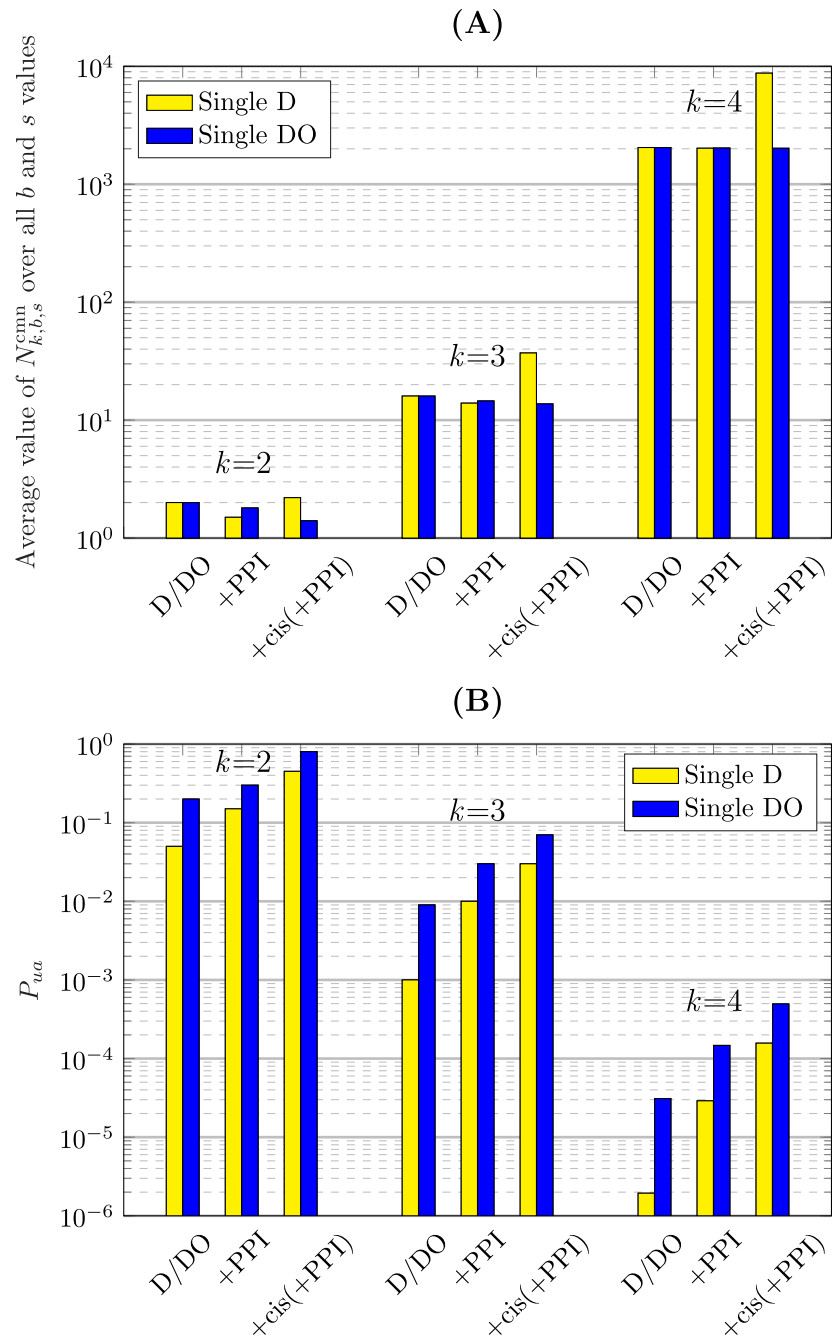 (A)
Average value of N^{cmn}_{k,b,s} over all b and s values
10^4
10^3
10^2
10^1
10^0
Single D
Single DO
k=2
k=3
k=4
D/DO
+PPI
+cis(+PPI)
D/DO
+PPI
+cis(+PPI)
D/DO
+PPI
+cis(+PPI)
(B)
P_{ua}
10^0
10^{-1}
10^{-2}
10^{-3}
10^{-4}
10^{-5}
10^{-6}
Single D
Single DO
k=2
k=3
k=4
D/DO
+PPI
+cis(+PPI)
D/DO
+PPI
+cis(+PPI)
D/DO
+PPI
+cis(+PPI)